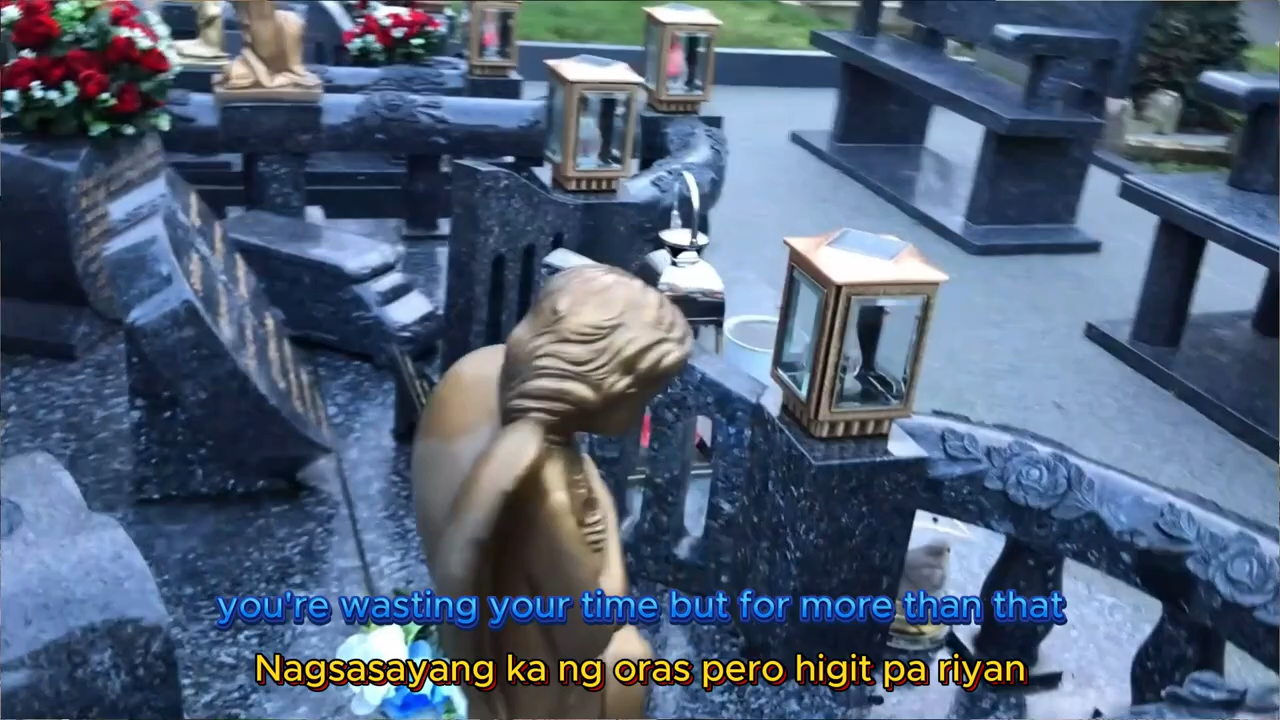 you're wasting your time but for more than that
Nagsasayang ka ng oras pero higit pa riyan